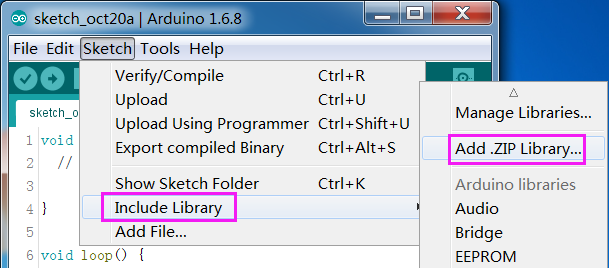 sketch_oct20a | Arduino 1.6.8
File Edit Sketch Tools Help
Verify/Compile Ctrl+R
Upload Ctrl+U
Upload Using Programmer Ctrl+Shift+U
Export compiled Binary Ctrl+Alt+S
Show Sketch Folder Ctrl+K
Include Library
Add File...
Manage Libraries...
Add .ZIP Library...
Arduino libraries
Audio
Bridge
EEPROM
sketch_o
1 void
2 //
3
4 }
5
6 void loop() {